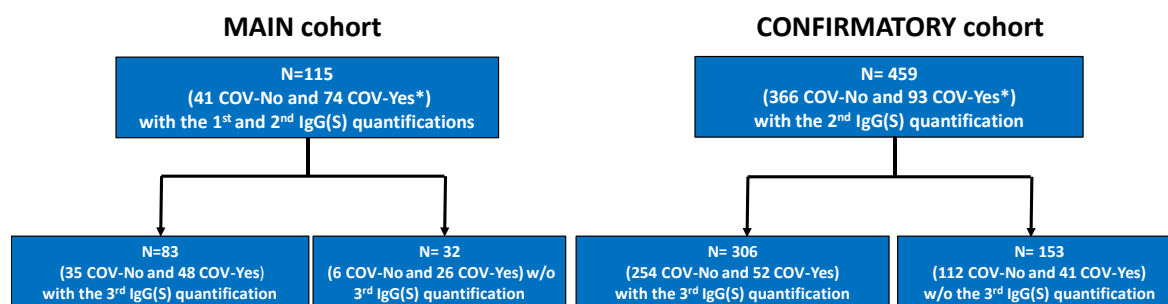 MAIN cohort
N=115
(41 COV-No and 74 COV-Yes*)
with the 1st and 2nd IgG(S) quantifications
N=83
(35 COV-No and 48 COV-Yes)
with the 3rd IgG(S) quantification
N= 32
(6 COV-No and 26 COV-Yes) w/o
3rd IgG(S) quantification
CONFIRMATORY cohort
N= 459
(366 COV-No and 93 COV-Yes*)
with the 2nd IgG(S) quantification
N= 306
(254 COV-No and 52 COV-Yes)
with the 3rd IgG(S) quantification
N= 153
(112 COV-No and 41 COV-Yes)
w/o the 3rd IgG(S) quantification